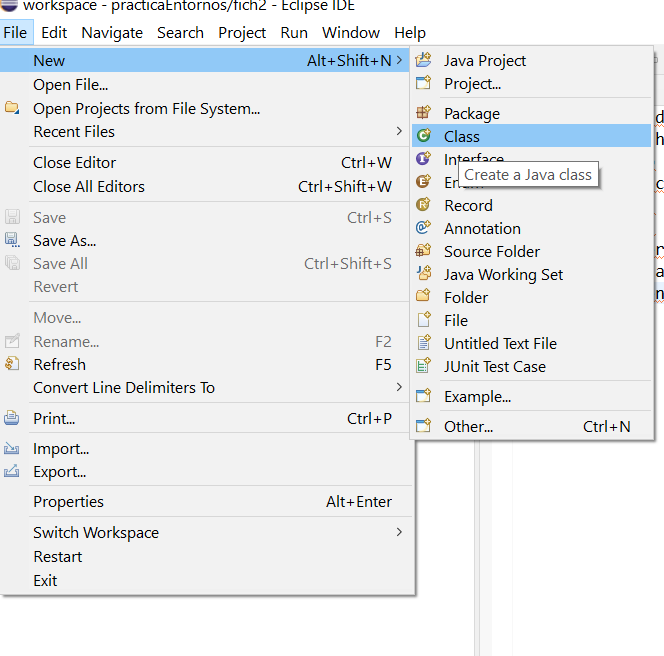 workspace - practicaEntornos/fich2 - Eclipse IDE
File Edit Navigate Search Project Run Window Help
New Alt+Shift+N
Open File...
Open Projects from File System...
Recent Files
Close Editor Ctrl+W
Close All Editors Ctrl+Shift+W
Save Ctrl+S
Save As...
Save All Ctrl+Shift+S
Revert
Move...
Rename... F2
Refresh F5
Convert Line Delimiters To
Print... Ctrl+P
Import...
Export...
Properties Alt+Enter
Switch Workspace
Restart
Exit
Java Project
Project...
Package
Class
Interface
Create a Java class
Record
Annotation
Source Folder
Java Working Set
Folder
File
Untitled Text File
JUnit Test Case
Example...
Other... Ctrl+N